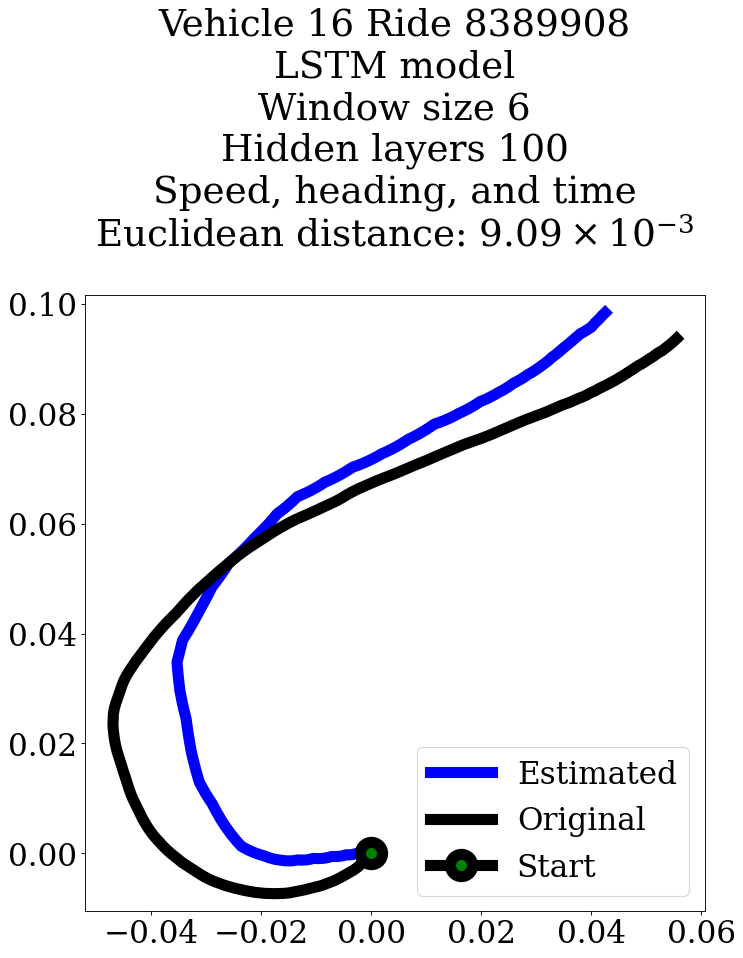 Vehicle 16 Ride 8389908
LSTM model
Window size 6
Hidden layers 100
Speed, heading, and time
Euclidean distance: 9.09 × 10⁻³
0.10
0.08
0.06
0.04
0.02
0.00
Estimated
Original
Start
−0.04 −0.02 0.00 0.02 0.04 0.06